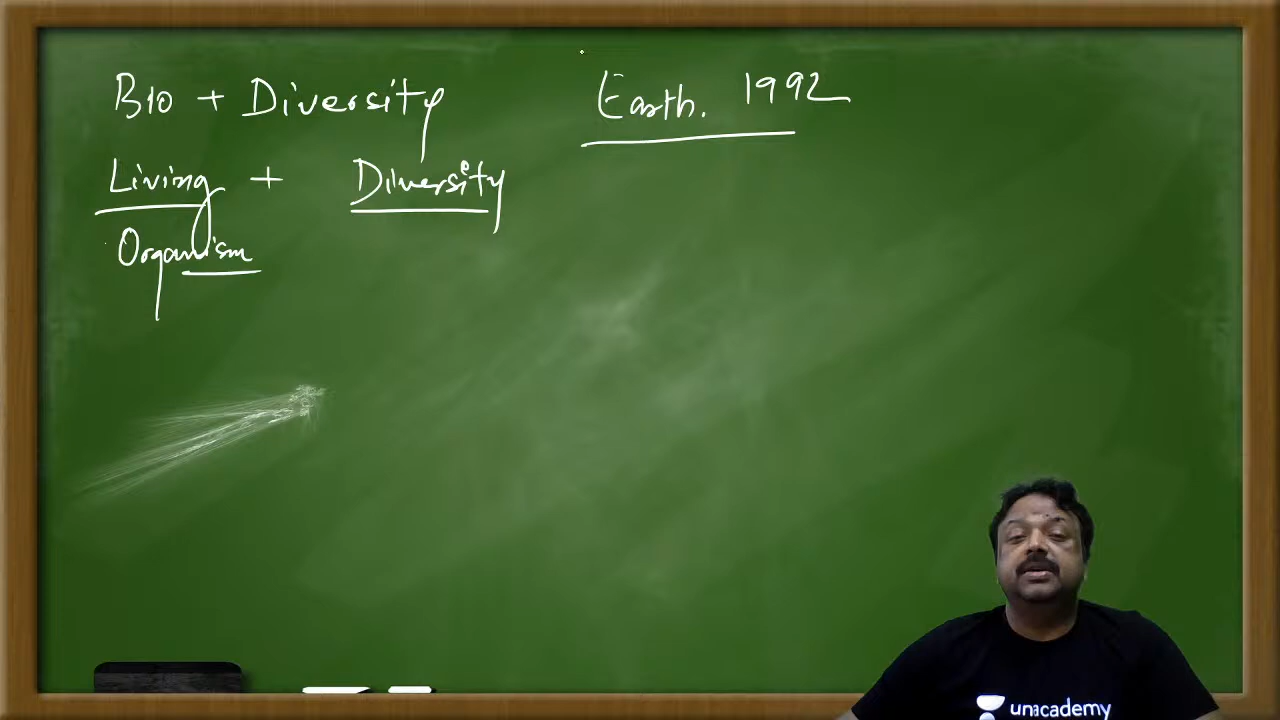 Bio + Diversity
Earth. 1992
Living + Diversity
Organism
unacademy